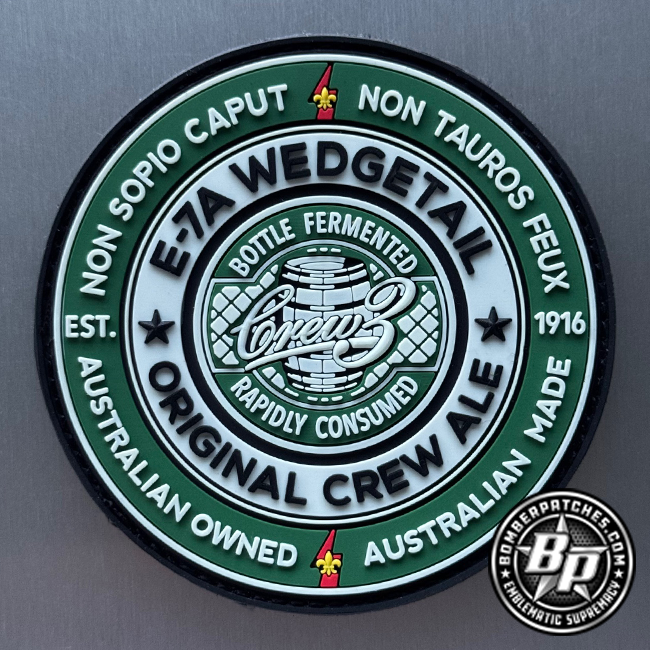 NON SOPIO CAPUT
NON TAUROS FEUX
E-7A WEDGETAIL
BOTTLE FERMENTED
EST.
Crew 3
1916
RAPIDLY CONSUMED
ORIGINAL CREW ALE
AUSTRALIAN OWNED
AUSTRALIAN MADE
BOMBERPATCHES.COM
BP
EMBLEMATIC SUPREMACY